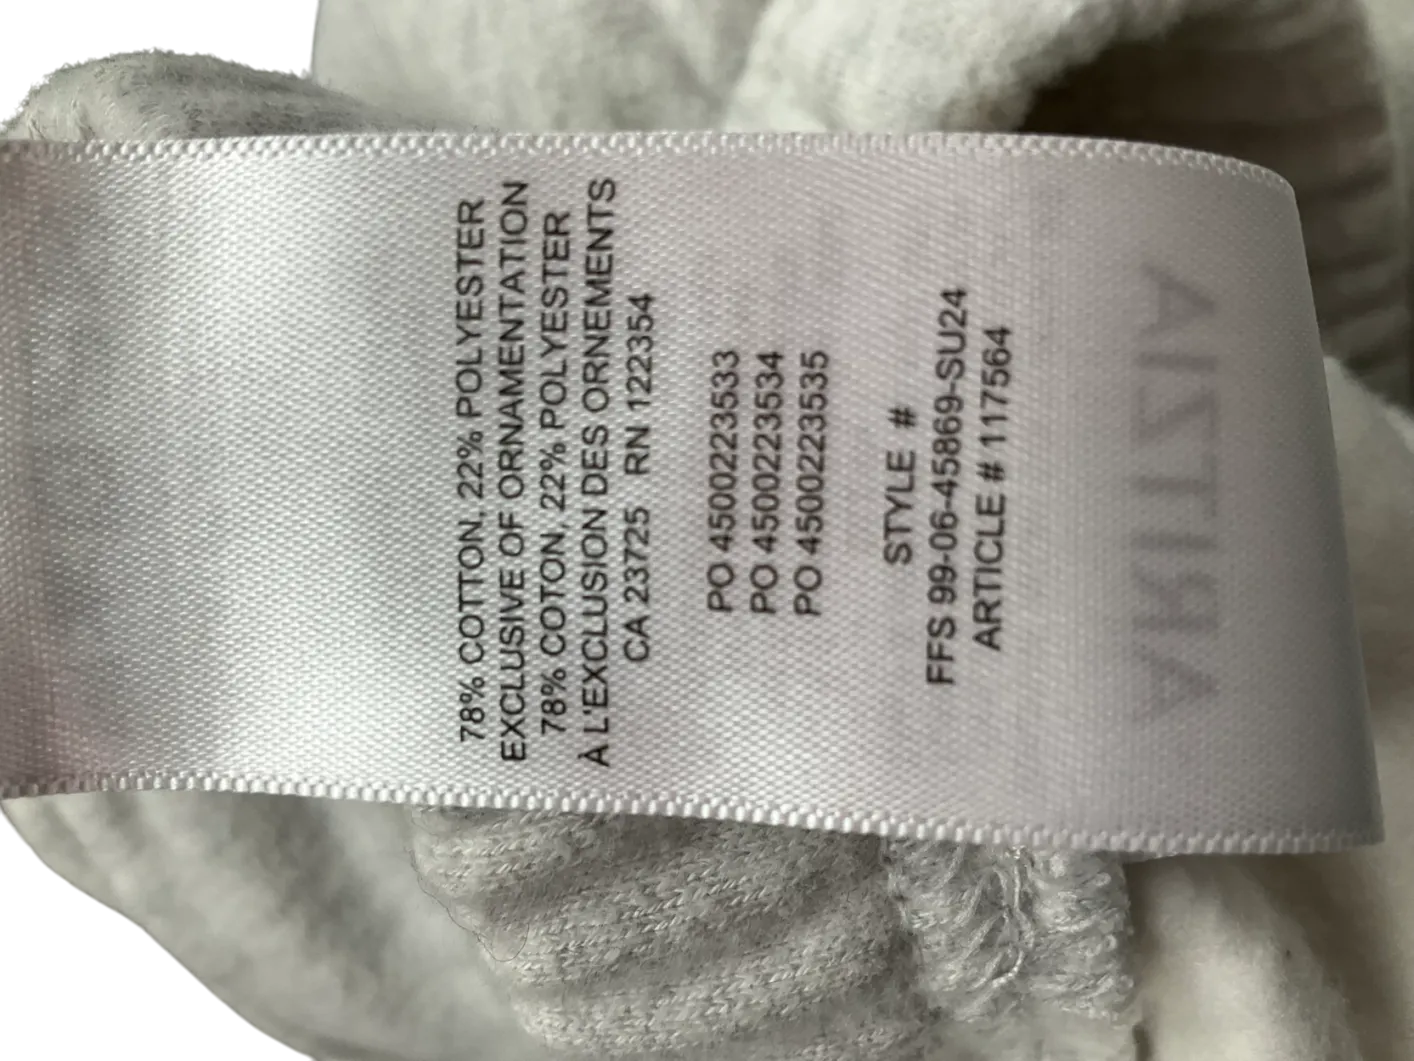 78% COTTON, 22% POLYESTER
EXCLUSIVE OF ORNAMENTATION
78% COTON, 22% POLYESTER
À L'EXCLUSION DES ORNEMENTS
CA 23725 RN 122354
PO 4500223533
PO 4500223534
PO 4500223535
STYLE #
FFS 99-06-45869-SU24
ARTICLE # 117564
ARITZIA